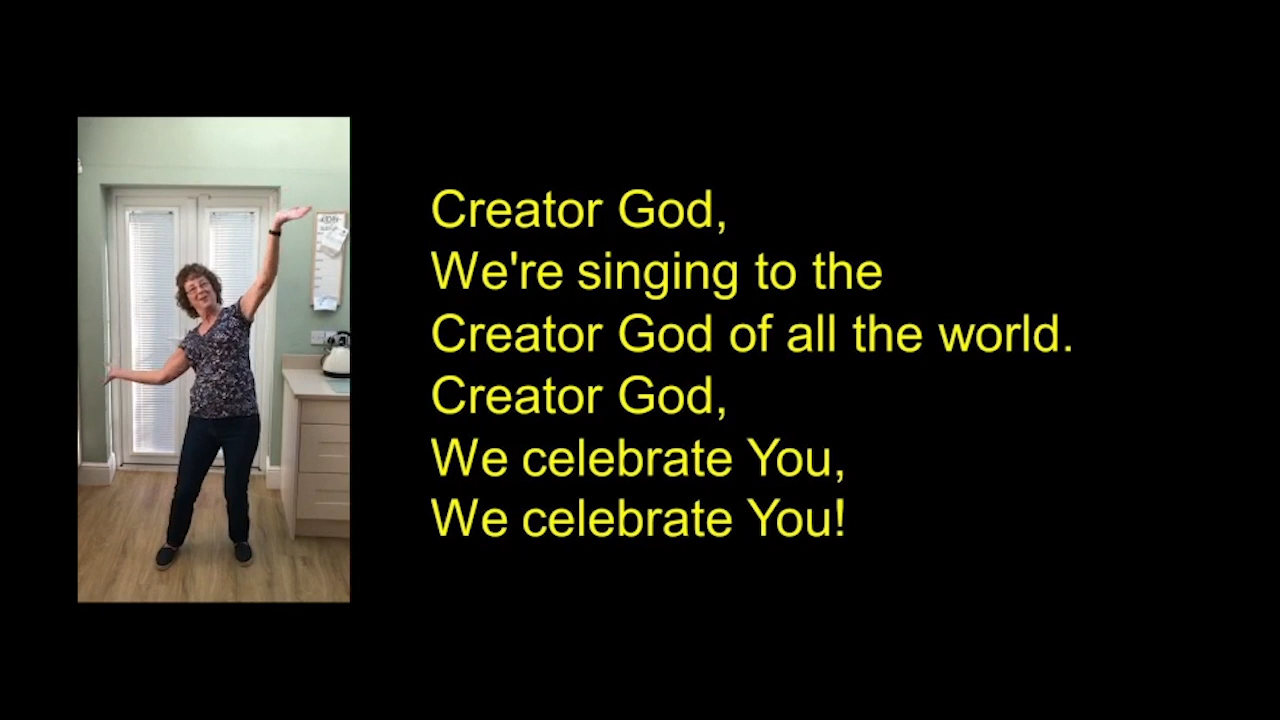 Creator God,
We're singing to the
Creator God of all the world.
Creator God,
We celebrate You,
We celebrate You!